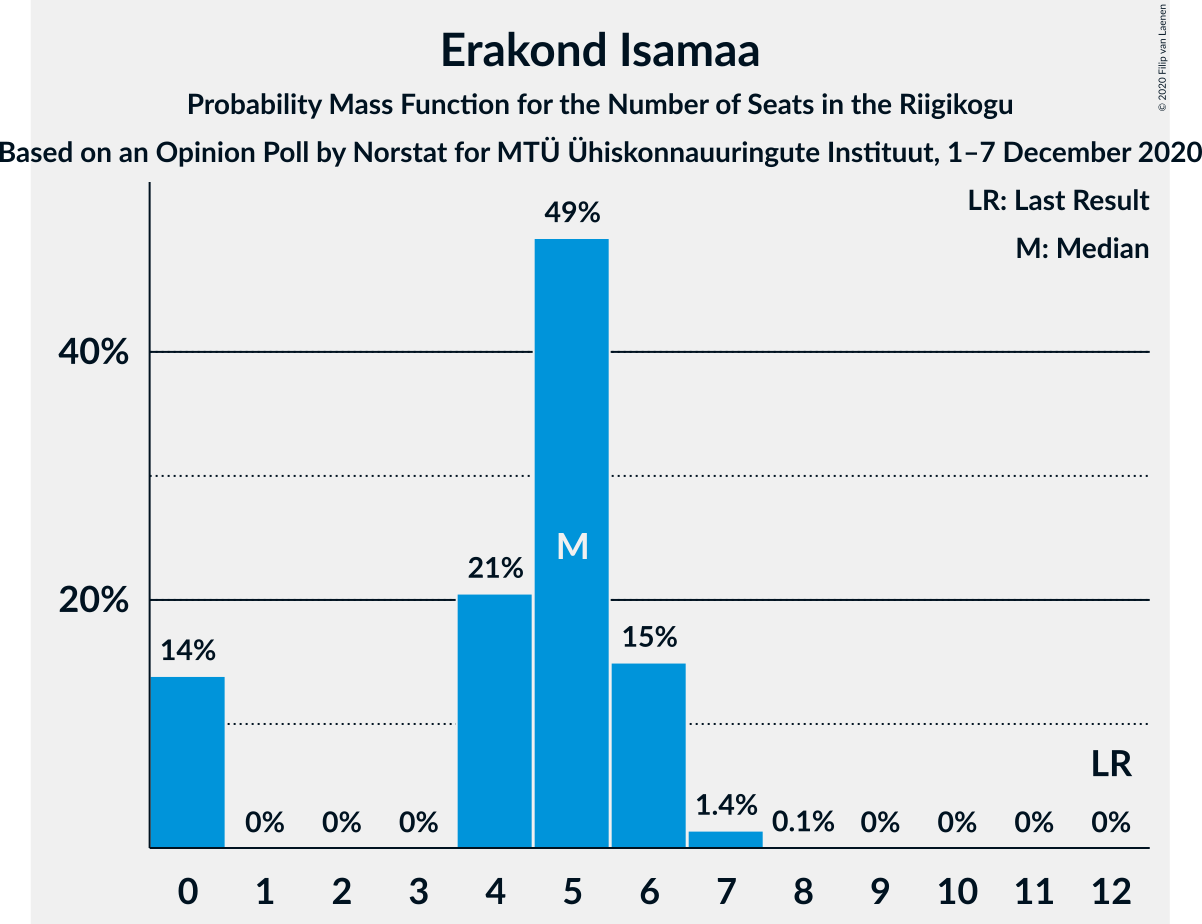 Erakond Isamaa
Probability Mass Function for the Number of Seats in the Riigikogu
Based on an Opinion Poll by Norstat for MTÜ Ühiskonnauuringute Instituut, 1–7 December 2020
© 2020 Filip van Laenen
LR: Last Result
M: Median
49%
40%
M
21%
20%
15%
14%
LR
1.4%
0% 0% 0% 0.1% 0% 0% 0% 0%
0 1 2 3 4 5 6 7 8 9 10 11 12